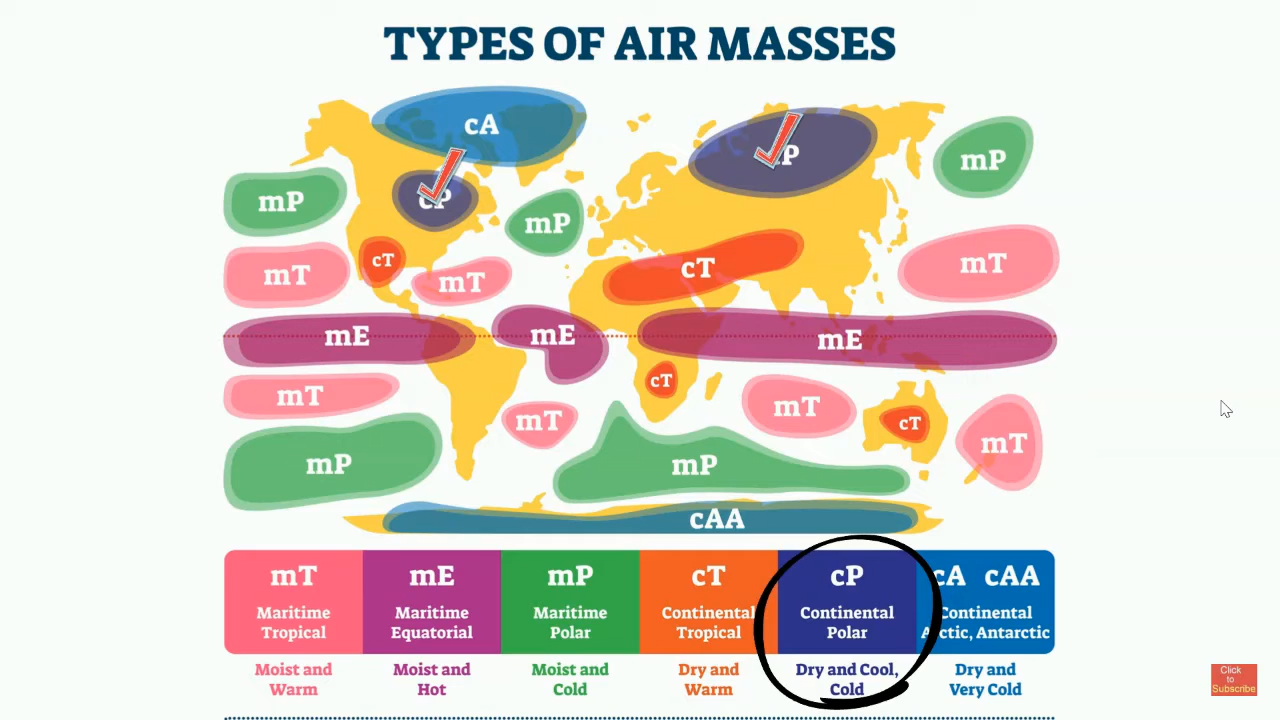 TYPES OF AIR MASSES
cA
cP
P
mP
mP
mP
cT
mT
mT
cT
mT
mE
mE
mE
mT
cT
mT
mT
cT
mT
mP
mP
cAA
mT mE mP cT cP cA cAA
Maritime Maritime Maritime Continental Continental Continental
Tropical Equatorial Polar Tropical Polar Arctic, Antarctic
Moist and Moist and Moist and Dry and Dry and Cool, Dry and
Warm Hot Cold Warm Cold Very Cold
Click
to
Subscribe